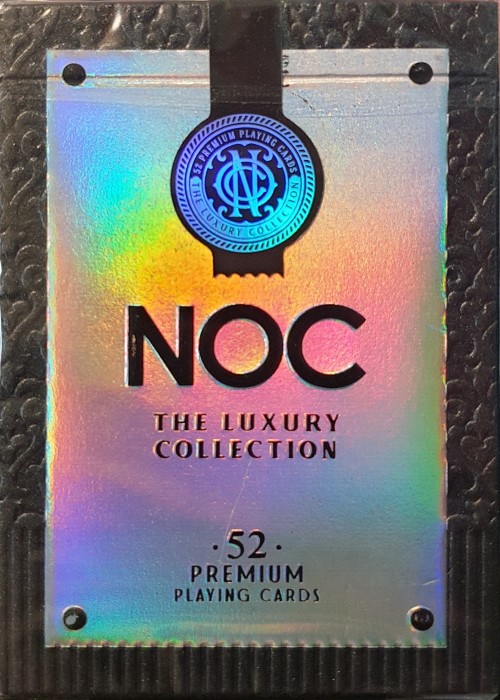 52 PREMIUM PLAYING CARDS
THE LUXURY COLLECTION
NOC
THE LUXURY
COLLECTION
·52·
PREMIUM
PLAYING CARDS